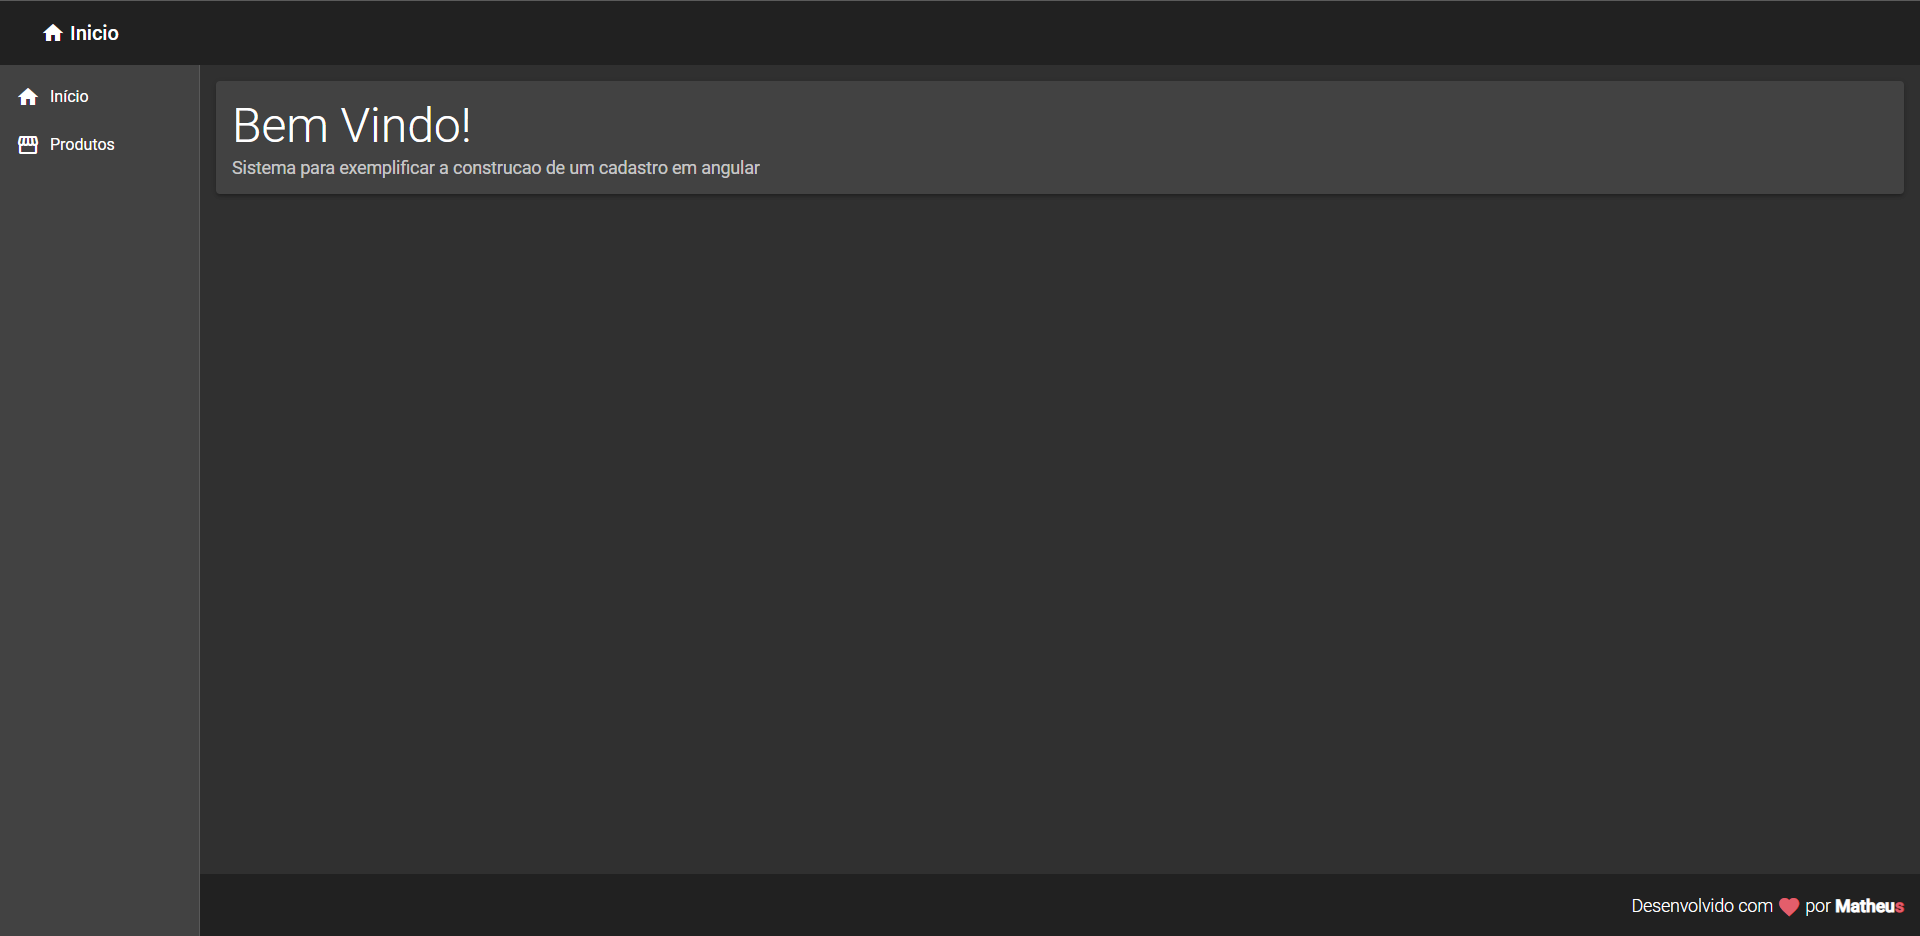 Inicio
Início
Produtos
Bem Vindo!
Sistema para exemplificar a construcao de um cadastro em angular
Desenvolvido com por Matheus